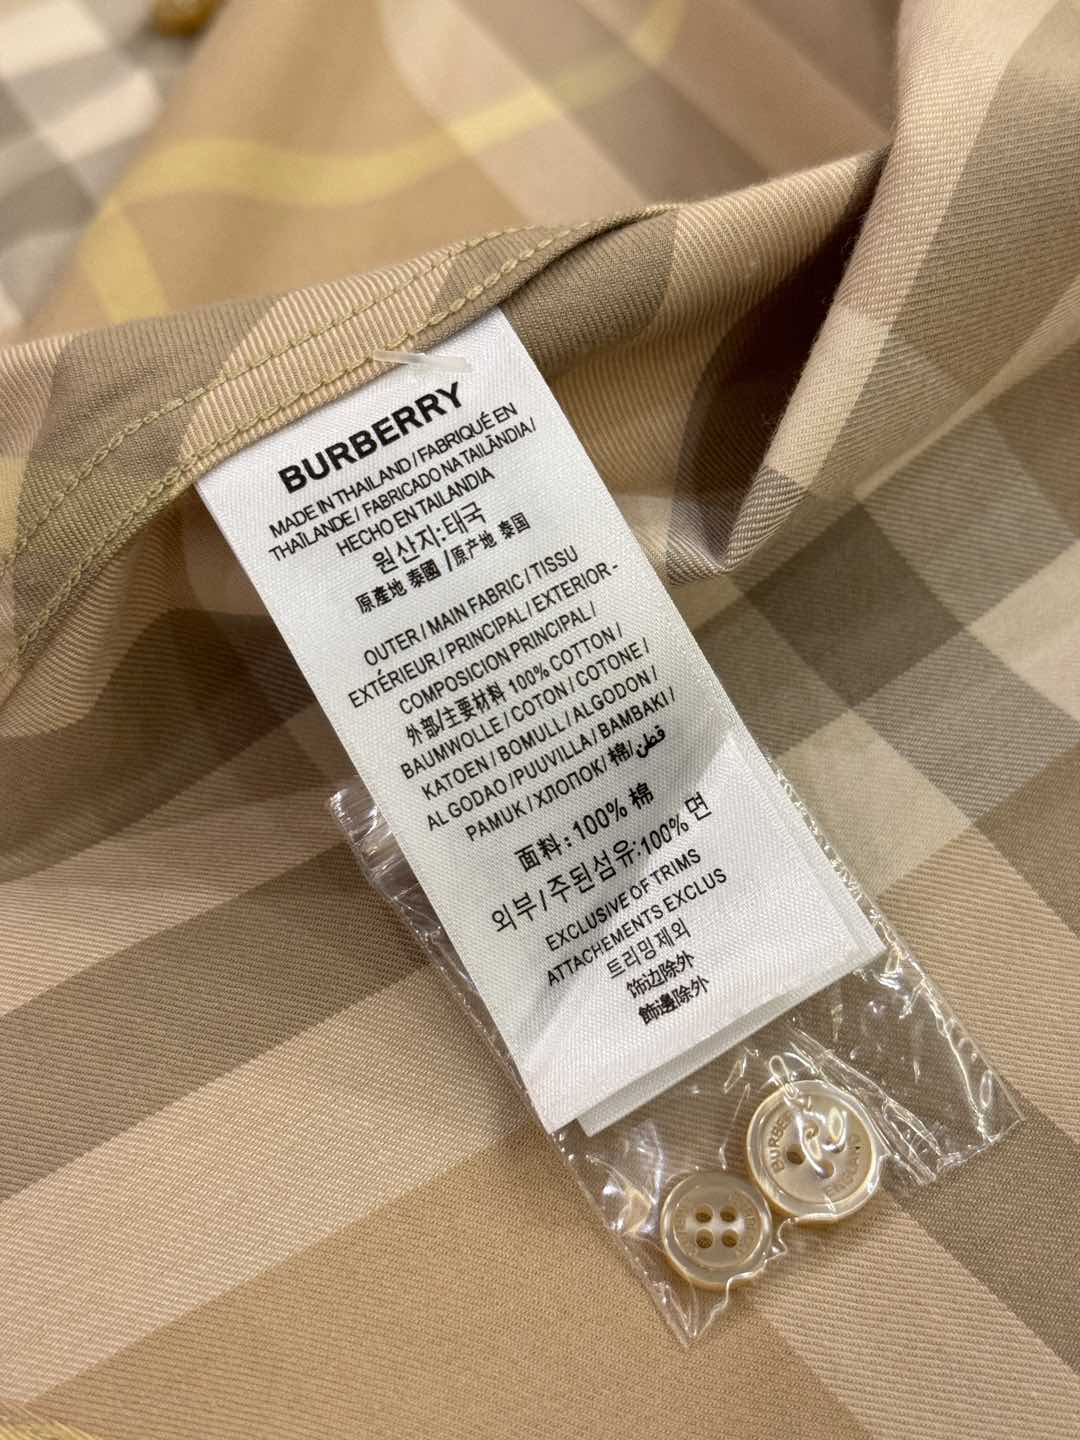 BURBERRY
MADE IN THAILAND / FABRIQUÉ EN
THAÏLANDE / FABRICADO NA TAILÂNDIA /
HECHO EN TAILANDIA
원산지:태국
原產地 泰國 /原产地 泰国
OUTER / MAIN FABRIC / TISSU
EXTÉRIEUR / PRINCIPAL / EXTERIOR -
COMPOSICION PRINCIPAL /
外部/主要材料 100% COTTON /
BAUMWOLLE / COTON / COTONE /
KATOEN / BOMULL / ALGODON /
ALGODAO / PUUVILLA / BAMBAKI /
PAMUK / ХЛОПОК/ 棉/ قطن
面料: 100% 棉
외부 / 주된섬유:100% 면
EXCLUSIVE OF TRIMS
ATTACHEMENTS EXCLUS
트리밍 제외
饰边除外
飾邊除外
BURBERRY
ENGLAND